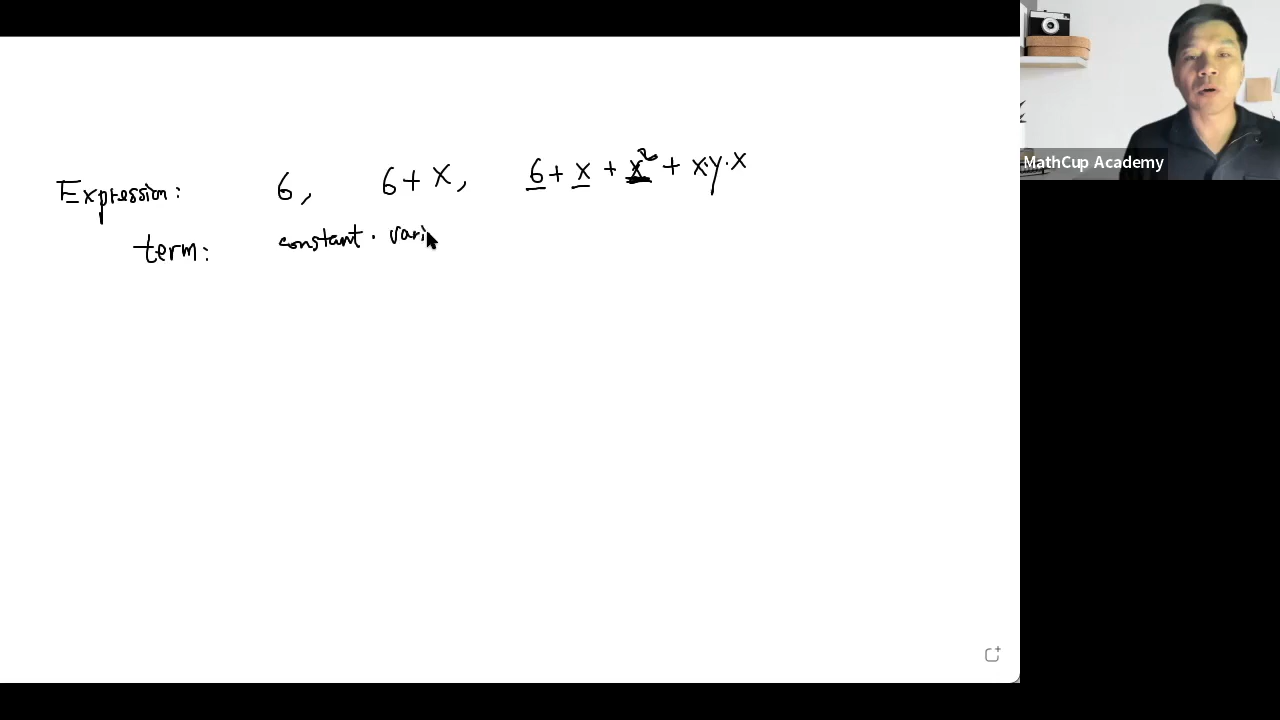 Expression: 6, 6 + x, 6 + x + x² + x·y·x
term: constant · vari
MathCup Academy